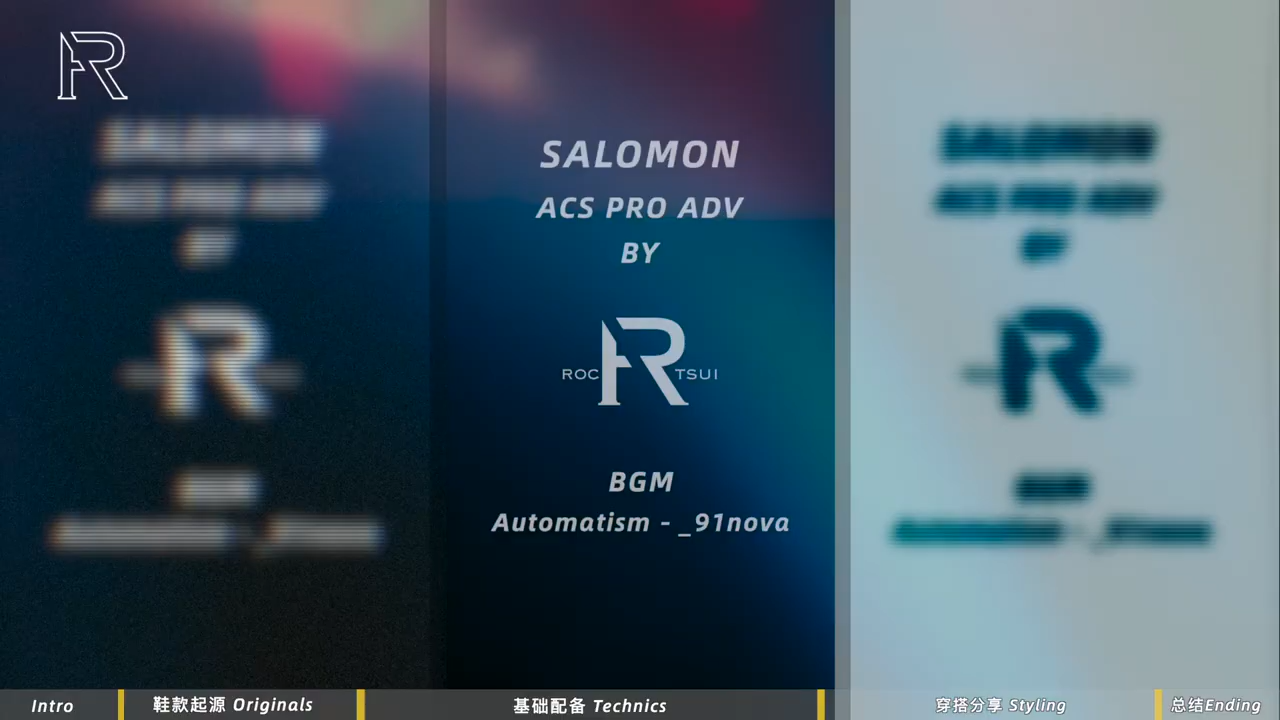 R
SALOMON
ACS PRO ADV
BY
ROC R TSUI
BGM
Automatism - _91nova
Intro
鞋款起源 Originals
基础配备 Technics
穿搭分享 Styling
总结Ending